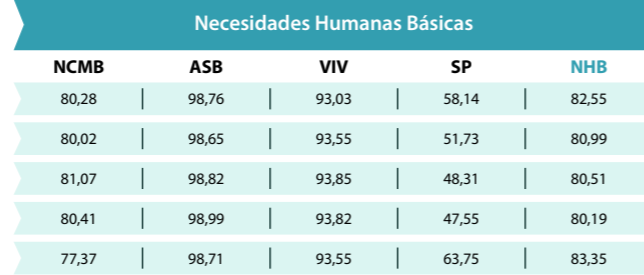 Necesidades Humanas Básicas
NCMB ASB VIV SP NHB
80,28 98,76 93,03 58,14 82,55
80,02 98,65 93,55 51,73 80,99
81,07 98,82 93,85 48,31 80,51
80,41 98,99 93,82 47,55 80,19
77,37 98,71 93,55 63,75 83,35